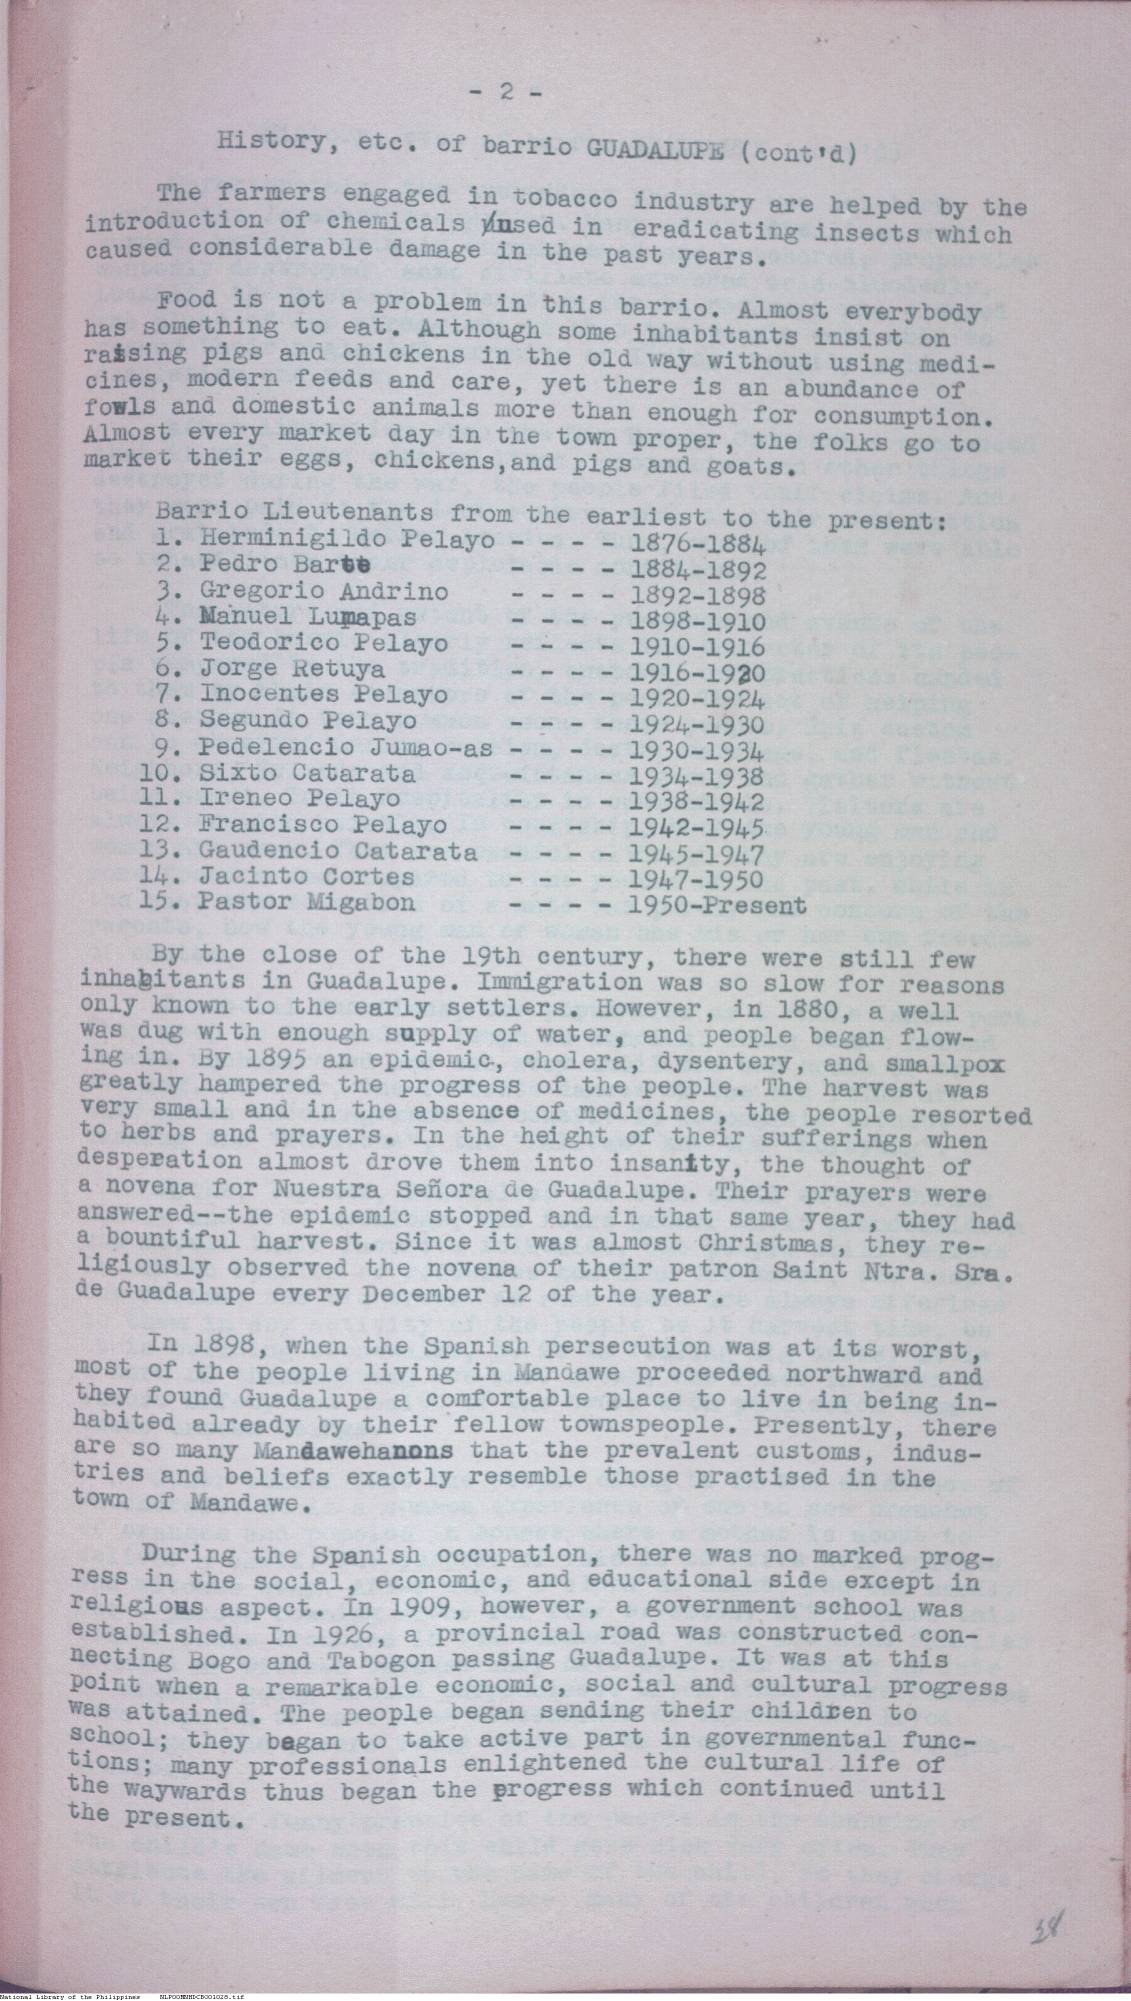 - 2 -
History, etc. of barrio GUADALUPE (cont'd)
The farmers engaged in tobacco industry are helped by the
introduction of chemicals used in eradicating insects which
caused considerable damage in the past years.
Food is not a problem in this barrio. Almost everybody
has something to eat. Although some inhabitants insist on
raising pigs and chickens in the old way without using medi-
cines, modern feeds and care, yet there is an abundance of
fowls and domestic animals more than enough for consumption.
Almost every market day in the town proper, the folks go to
market their eggs, chickens,and pigs and goats.
Barrio Lieutenants from the earliest to the present:
1. Herminigildo Pelayo - - - - 1876-1884
2. Pedro Bartte - - - - 1884-1892
3. Gregorio Andrino - - - - 1892-1898
4. Manuel Lumapas - - - - 1898-1910
5. Teodorico Pelayo - - - - 1910-1916
6. Jorge Retuya - - - - 1916-1920
7. Inocentes Pelayo - - - - 1920-1924
8. Segundo Pelayo - - - - 1924-1930
9. Pedelencio Jumao-as - - - - 1930-1934
10. Sixto Catarata - - - - 1934-1938
11. Ireneo Pelayo - - - - 1938-1942
12. Francisco Pelayo - - - - 1942-1945
13. Gaudencio Catarata - - - - 1945-1947
14. Jacinto Cortes - - - - 1947-1950
15. Pastor Migabon - - - - 1950-Present
By the close of the 19th century, there were still few
inhabitants in Guadalupe. Immigration was so slow for reasons
only known to the early settlers. However, in 1880, a well
was dug with enough supply of water, and people began flow-
ing in. By 1895 an epidemic, cholera, dysentery, and smallpox
greatly hampered the progress of the people. The harvest was
very small and in the absence of medicines, the people resorted
to herbs and prayers. In the height of their sufferings when
desperation almost drove them into insanity, the thought of
a novena for Nuestra Señora de Guadalupe. Their prayers were
answered--the epidemic stopped and in that same year, they had
a bountiful harvest. Since it was almost Christmas, they re-
ligiously observed the novena of their patron Saint Ntra. Sra.
de Guadalupe every December 12 of the year.
In 1898, when the Spanish persecution was at its worst,
most of the people living in Mandawe proceeded northward and
they found Guadalupe a comfortable place to live in being in-
habited already by their fellow townspeople. Presently, there
are so many Mandawehanons that the prevalent customs, indus-
tries and beliefs exactly resemble those practised in the
town of Mandawe.
During the Spanish occupation, there was no marked prog-
ress in the social, economic, and educational side except in
religious aspect. In 1909, however, a government school was
established. In 1926, a provincial road was constructed con-
necting Bogo and Tabogon passing Guadalupe. It was at this
point when a remarkable economic, social and cultural progress
was attained. The people began sending their children to
school; they began to take active part in governmental func-
tions; many professionals enlightened the cultural life of
the waywards thus began the progress which continued until
the present.
38
National Library of the Philippines NLPOOMNHDCB001028.tif